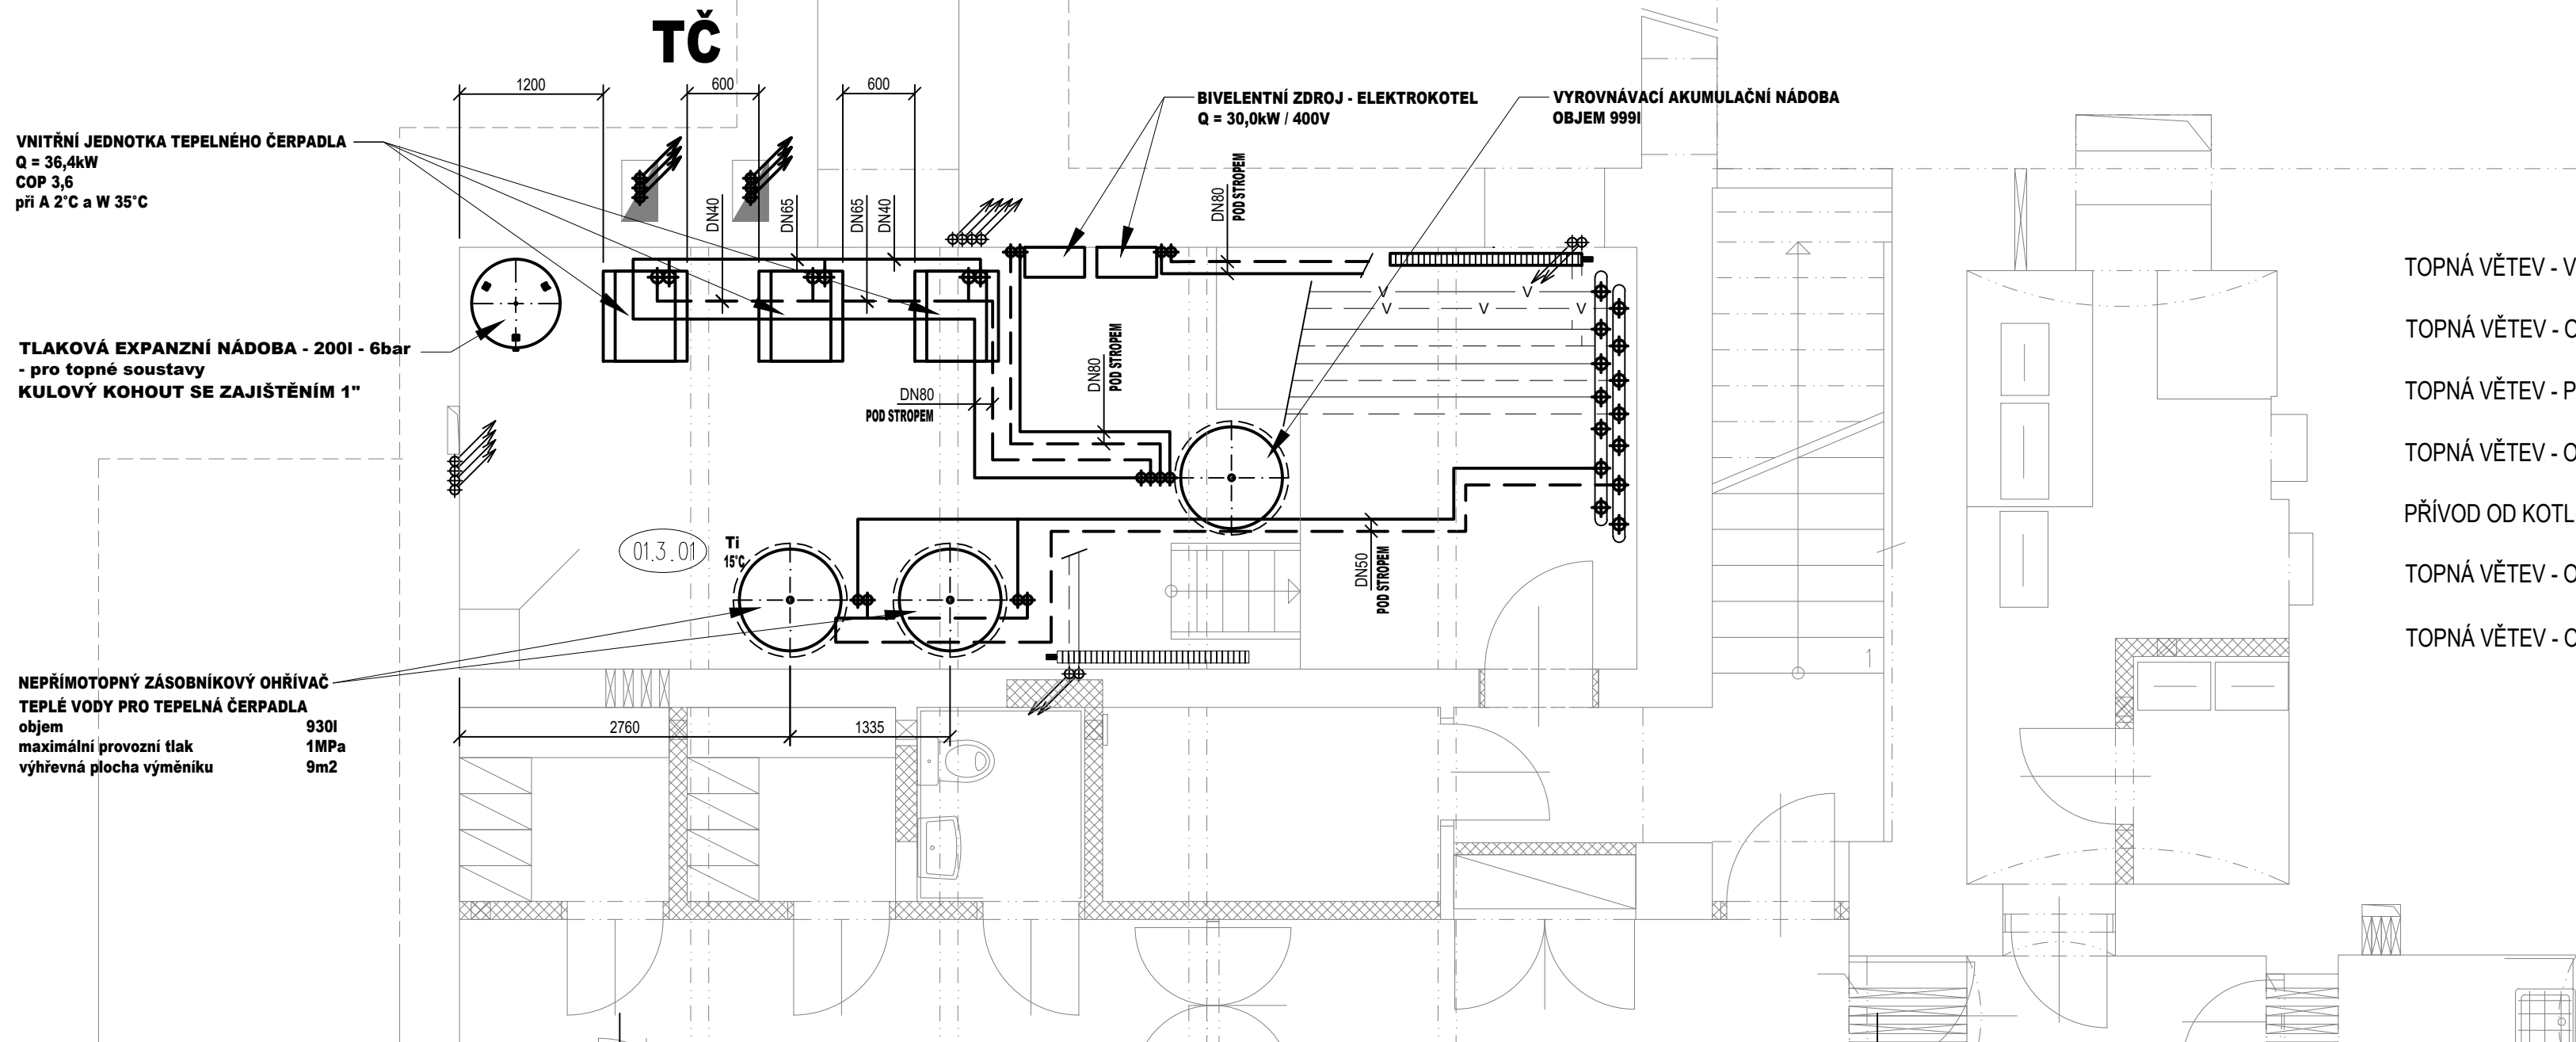 TČ
1200
600
600
VNITŘNÍ JEDNOTKA TEPELNÉHO ČERPADLA
Q = 36,4kW
COP 3,6
při A 2°C a W 35°C
BIVELENTNÍ ZDROJ - ELEKTROKOTEL
Q = 30,0kW / 400V
VYROVNÁVACÍ AKUMULAČNÍ NÁDOBA
OBJEM 999l
DN40
DN65
DN65
DN40
DN80
POD STROPEM
TLAKOVÁ EXPANZNÍ NÁDOBA - 200l - 6bar
- pro topné soustavy
KULOVÝ KOHOUT SE ZAJIŠTĚNÍM 1"
V
V
V
V
V
DN80
POD STROPEM
DN80
POD STROPEM
01.3.01
Ti
15°C
DN50
POD STROPEM
NEPŘÍMOTOPNÝ ZÁSOBNÍKOVÝ OHŘÍVAČ
TEPLÉ VODY PRO TEPELNÁ ČERPADLA
objem 930l
maximální provozní tlak 1MPa
výhřevná plocha výměníku 9m2
2760
1335
1
TOPNÁ VĚTEV - V
TOPNÁ VĚTEV - O
TOPNÁ VĚTEV - P
TOPNÁ VĚTEV - O
PŘÍVOD OD KOTL
TOPNÁ VĚTEV - O
TOPNÁ VĚTEV - O